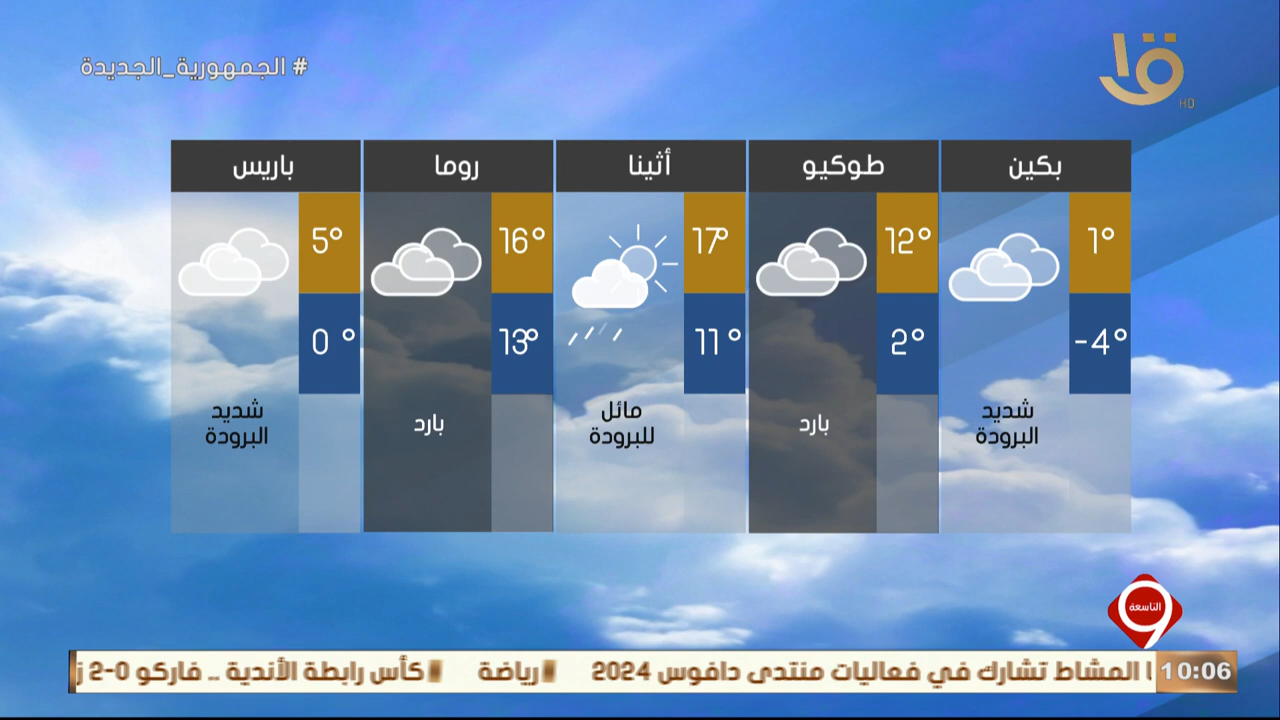 # الجمهورية_الجديدة
HD
بكين
1°
-4°
شديد
البرودة
طوكيو
12°
2°
بارد
أثينا
17°
11°
مائل
للبرودة
روما
16°
13°
بارد
باريس
5°
0°
شديد
البرودة
التاسعة
9
10:06
المشاط تشارك في فعاليات منتدى دافوس 2024 رياضة كأس رابطة الأندية .. فاركو 0-2